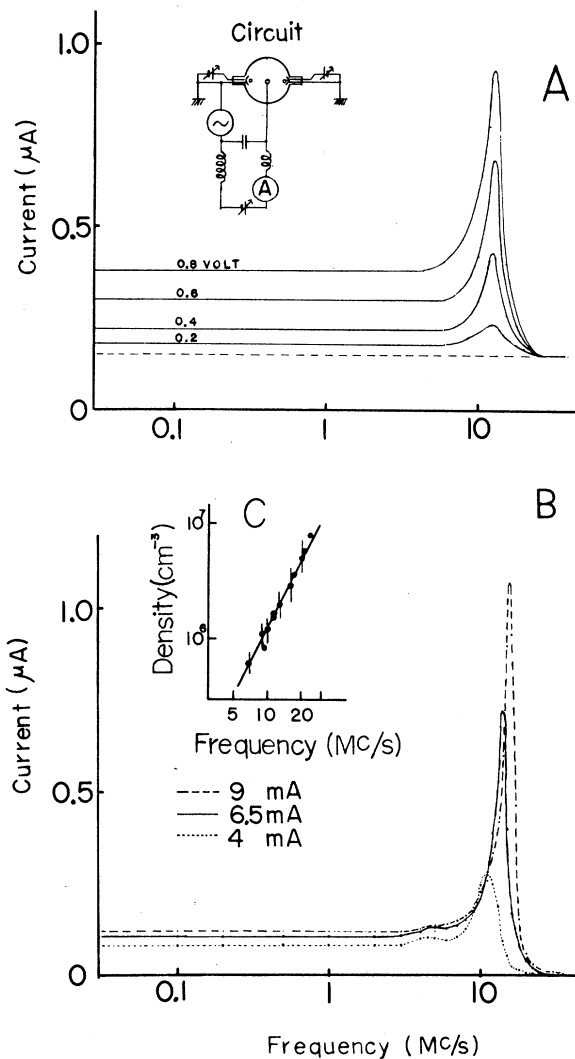 Circuit
A
A
Current (μA)
1.0
0.5
0
0.8 VOLT
0.6
0.4
0.2
0.1
1
10
B
C
Density (cm⁻³)
10⁷
10⁶
5
10
20
Frequency (Mc/s)
9 mA
6.5 mA
4 mA
Current (μA)
1.0
0.5
0
0.1
1
10
Frequency (Mc/s)